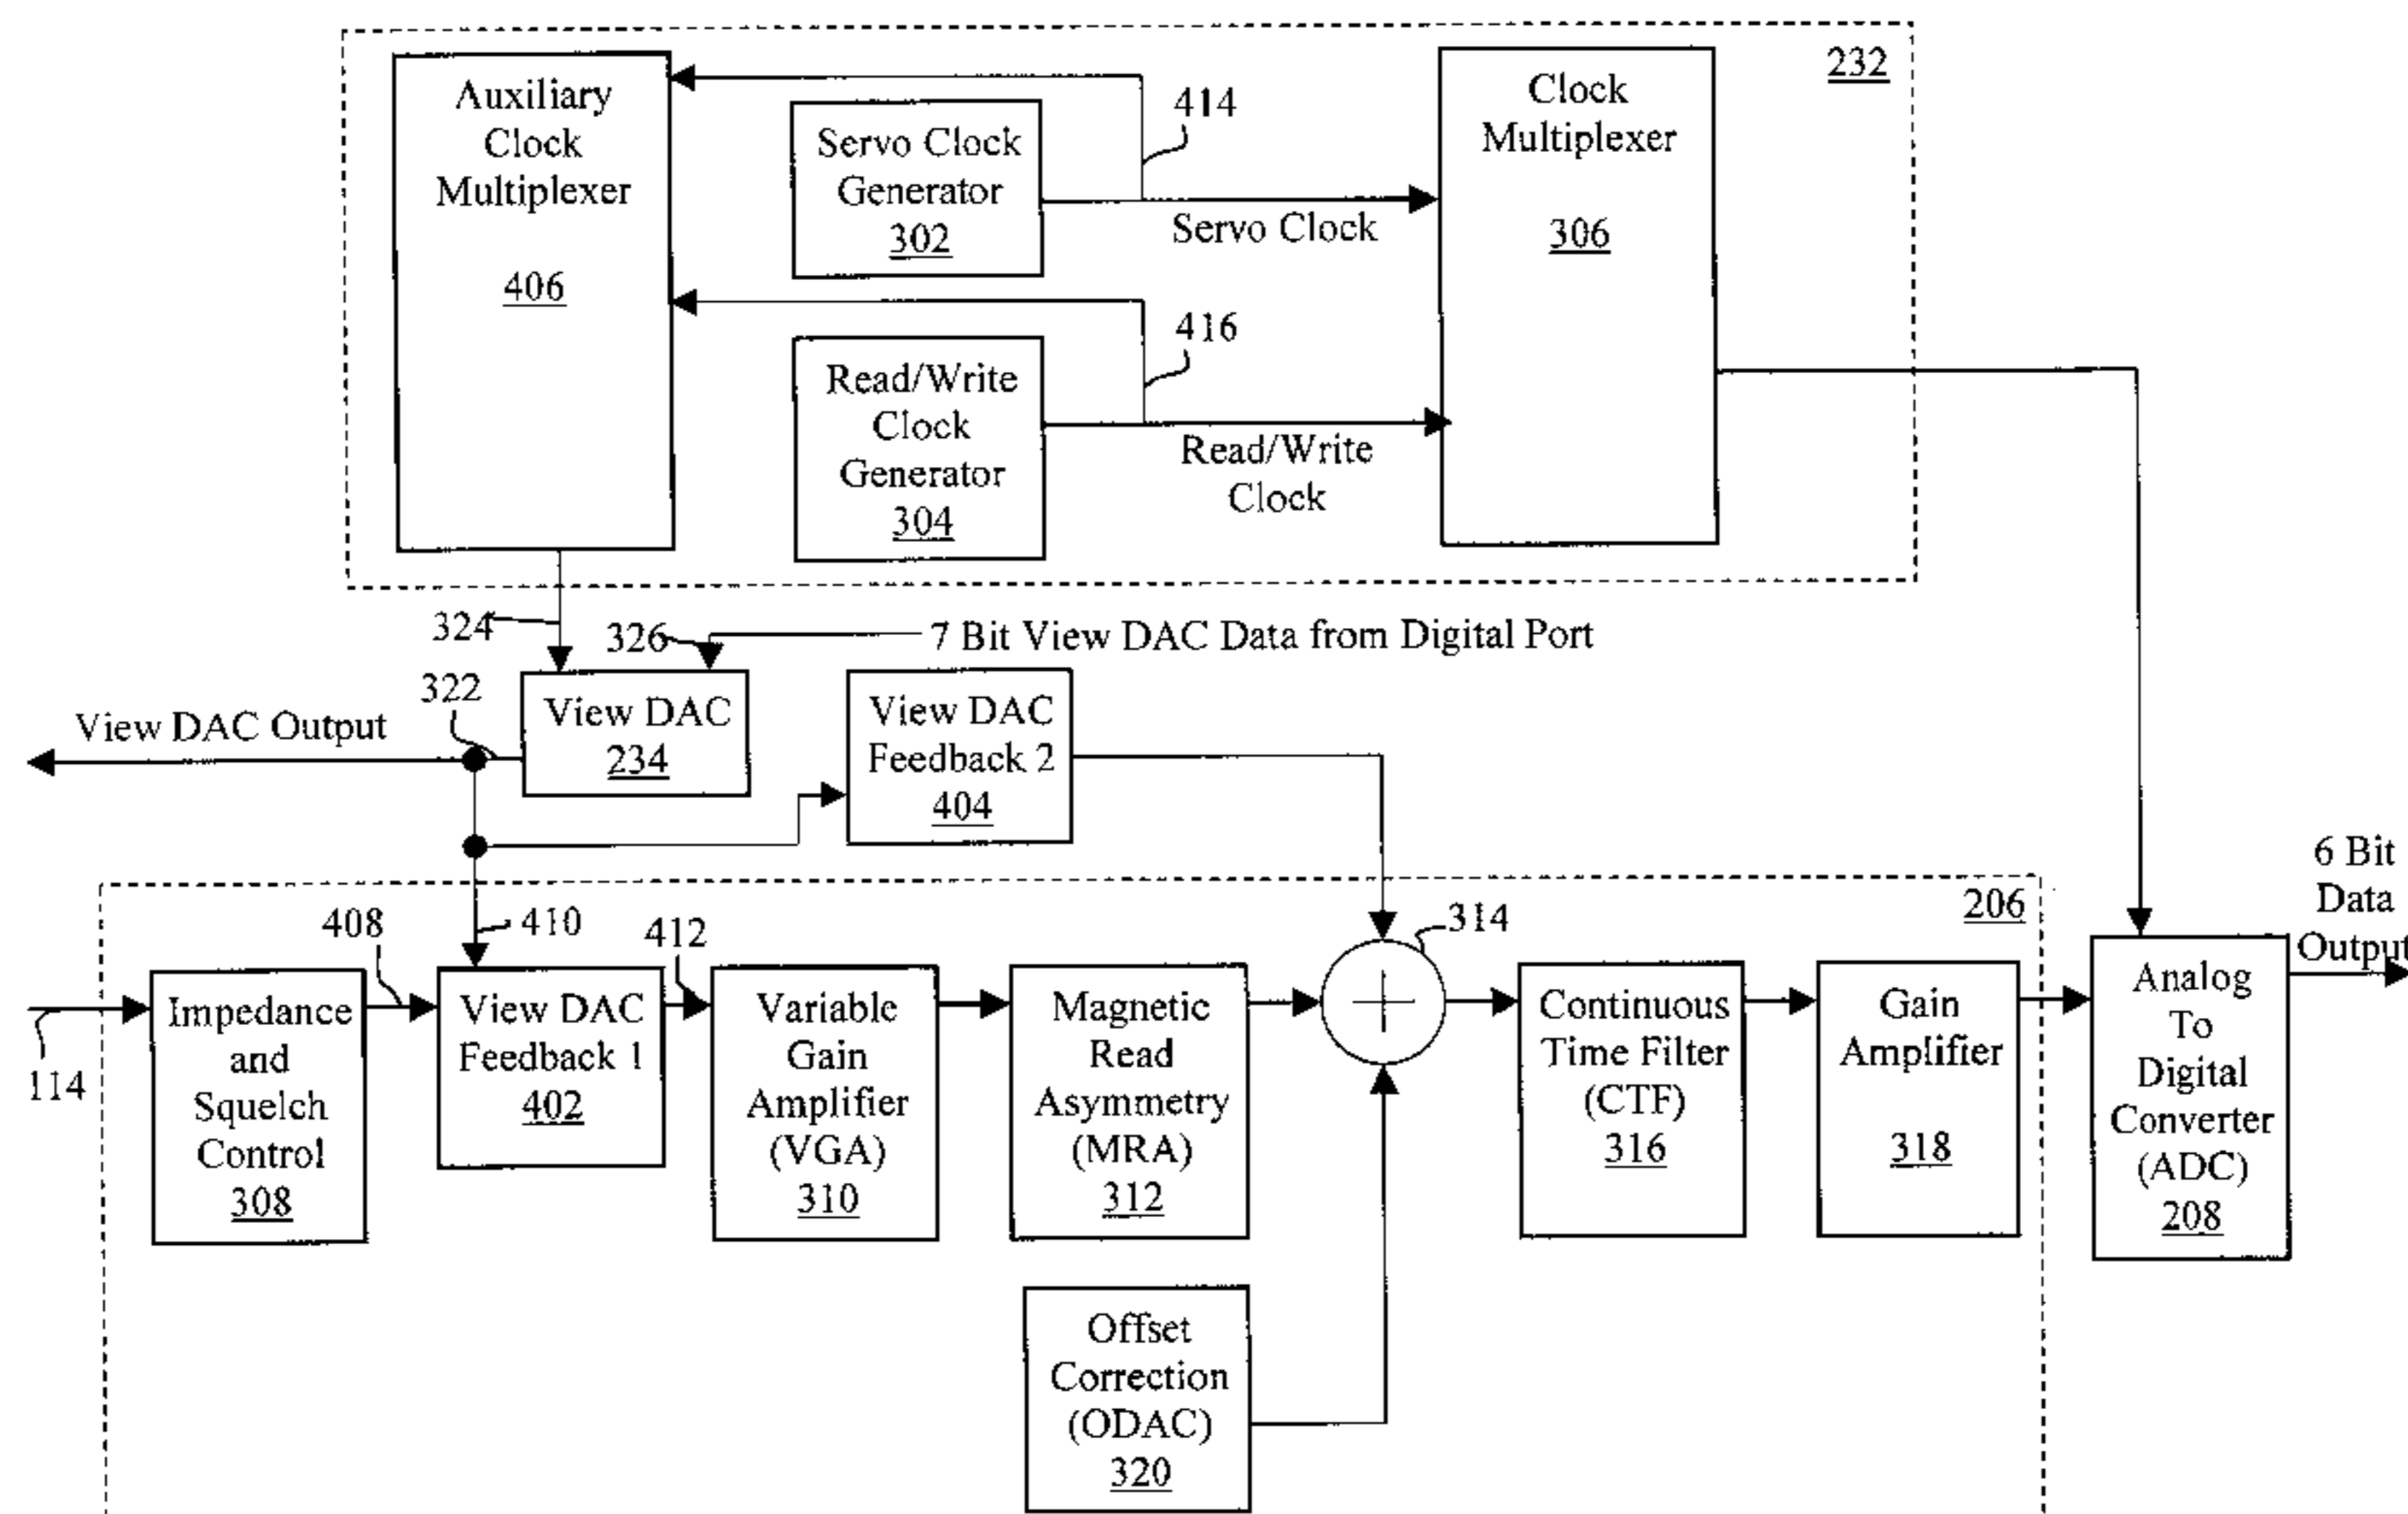 232
Auxiliary
Clock
Multiplexer
406
414
Servo Clock
Generator
302
Servo Clock
Clock
Multiplexer
306
416
Read/Write
Clock
Generator
304
Read/Write
Clock
324
326
7 Bit View DAC Data from Digital Port
322
View DAC Output
View DAC
234
View DAC
Feedback 2
404
6 Bit
Data
Output
206
408
410
412
314
114
Impedance
and
Squelch
Control
308
View DAC
Feedback 1
402
Variable
Gain
Amplifier
(VGA)
310
Magnetic
Read
Asymmetry
(MRA)
312
+
Continuous
Time Filter
(CTF)
316
Gain
Amplifier
318
Analog
To
Digital
Converter
(ADC)
208
Offset
Correction
(ODAC)
320